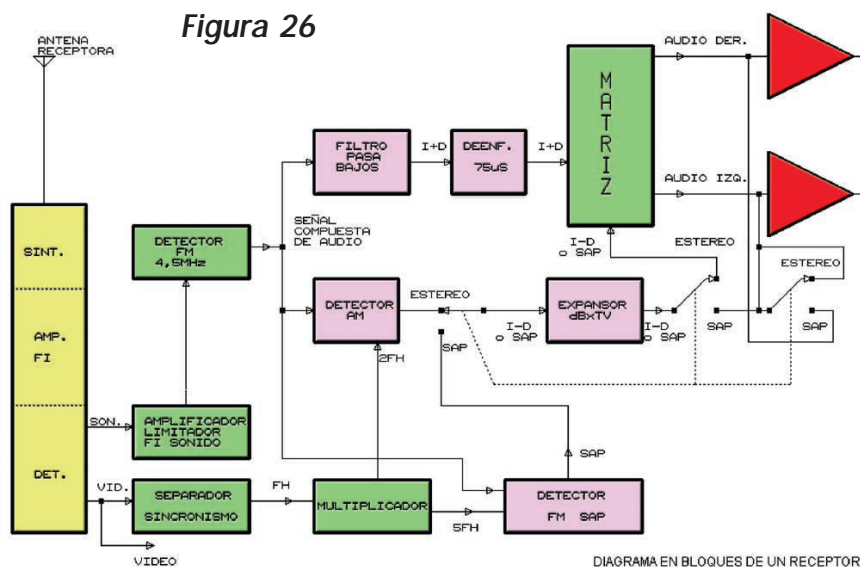 Figura 26
ANTENA
RECEPTORA
SINT.
AMP.
FI
DET.
SON.
VID.
VIDEO
DETECTOR
FM
4,5MHz
AMPLIFICADOR
LIMITADOR
FI SONIDO
SEPARADOR
SINCRONISMO
FH
MULTIPLICADOR
2FH
5FH
SEÑAL
COMPUESTA
DE AUDIO
FILTRO
PASA
BAJOS
I+D
DEENF.
75uS
I+D
MATRIZ
AUDIO DER.
AUDIO IZQ.
I-D
o SAP
DETECTOR
AM
ESTEREO
SAP
I-D
o SAP
EXPANSOR
dBxTV
I-D
o SAP
ESTEREO
SAP
ESTEREO
SAP
SAP
DETECTOR
FM SAP
DIAGRAMA EN BLOQUES DE UN RECEPTOR